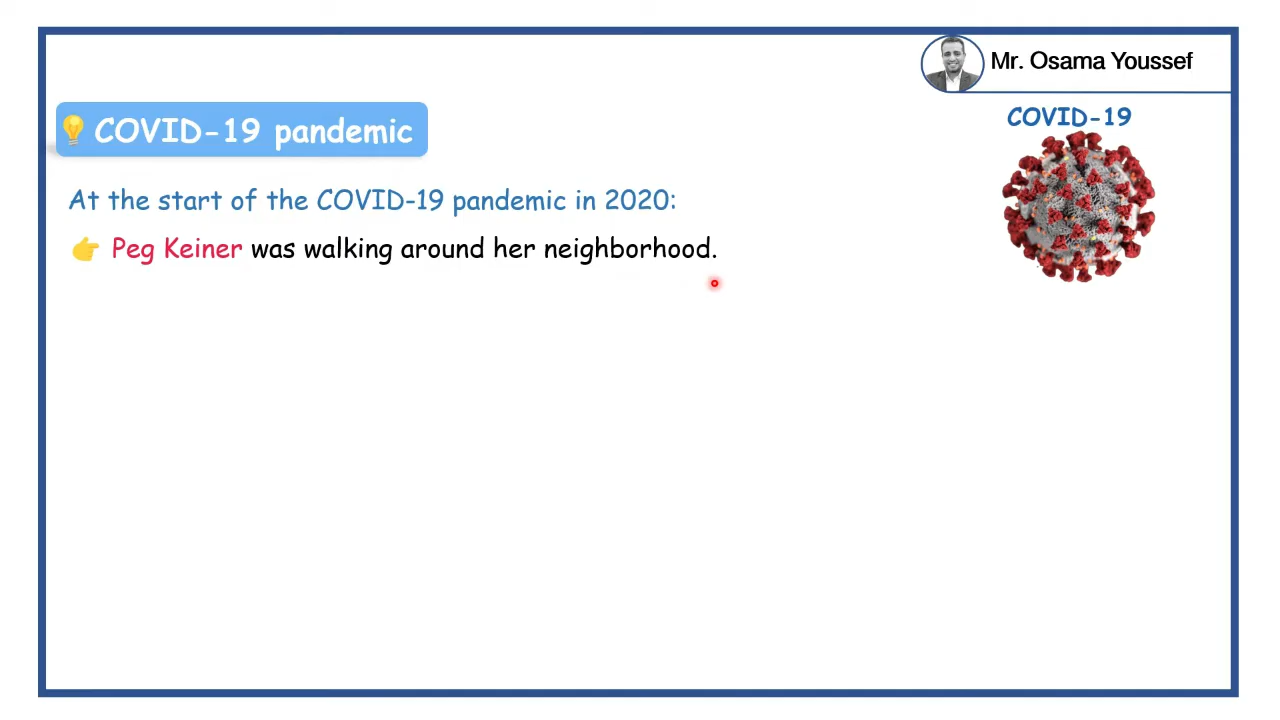 Mr. Osama Youssef
COVID-19
COVID-19 pandemic
At the start of the COVID-19 pandemic in 2020:
Peg Keiner was walking around her neighborhood.